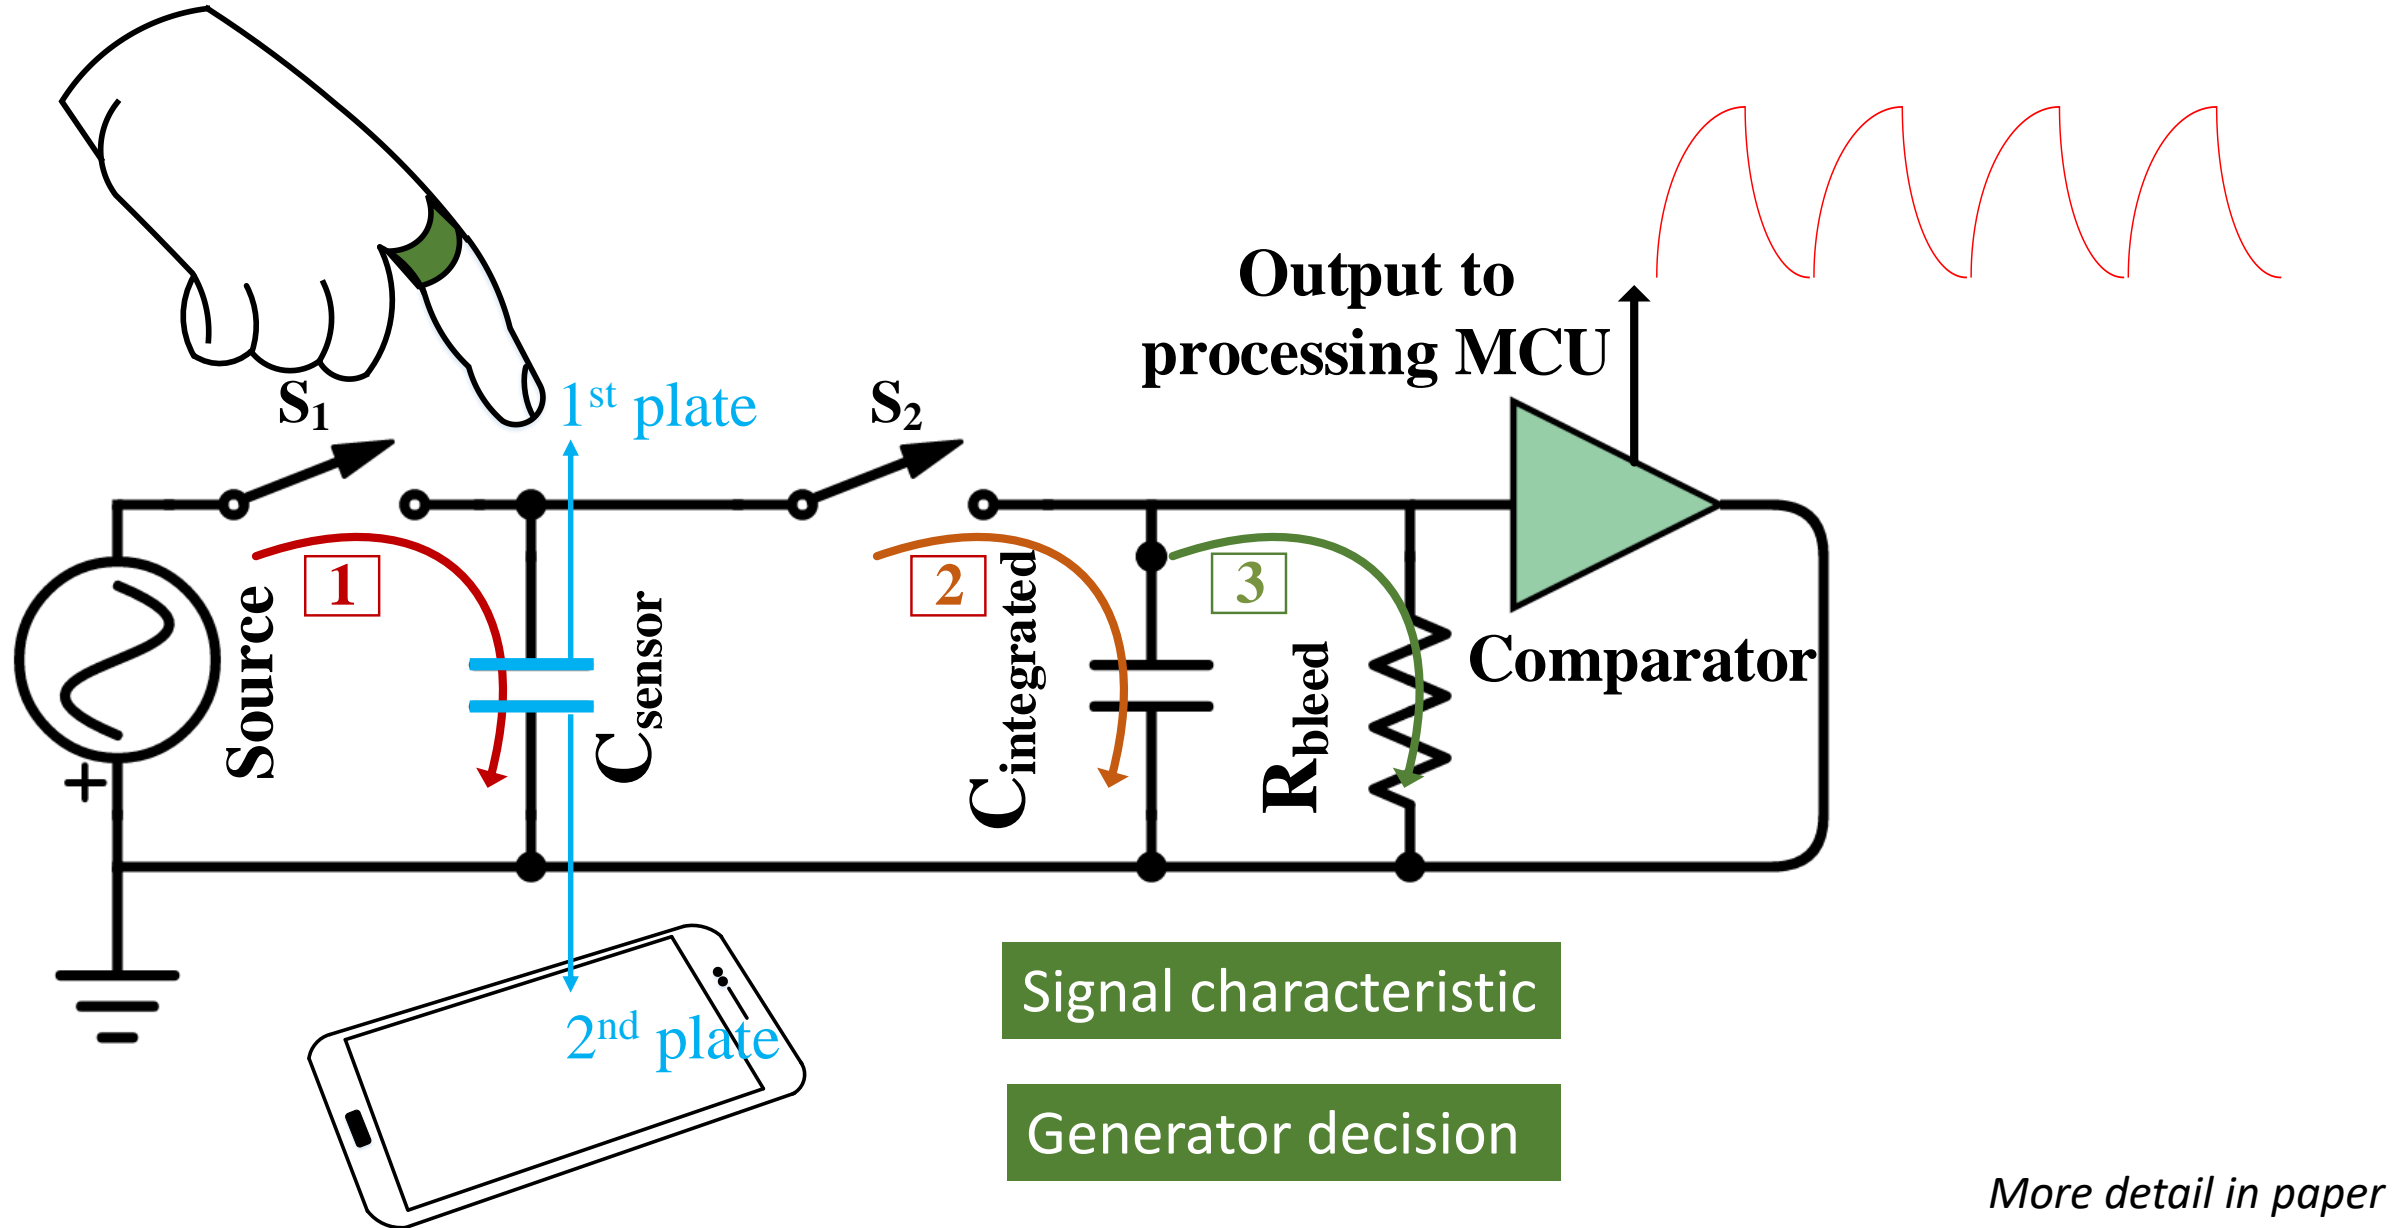 Output to
processing MCU
S1
1st plate
S2
1
2
3
Source
Csensor
Cintegrated
Rbleed
Comparator
+
Signal characteristic
2nd plate
Generator decision
More detail in paper